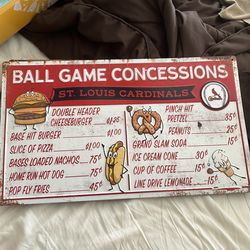 BALL GAME CONCESSIONS
ST. LOUIS CARDINALS
DOUBLE HEADER
CHEESEBURGER $1.25
BASE HIT BURGER $1.00
SLICE OF PIZZA $1.00
BASES LOADED NACHOS 75¢
HOME RUN HOT DOG 75¢
POP FLY FRIES 45¢
PINCH HIT
PRETZEL 35¢
PEANUTS 25¢
GRAND SLAM SODA 15¢
ICE CREAM CONE 30¢
CUP OF COFFEE 15¢
LINE DRIVE LEMONADE 15¢